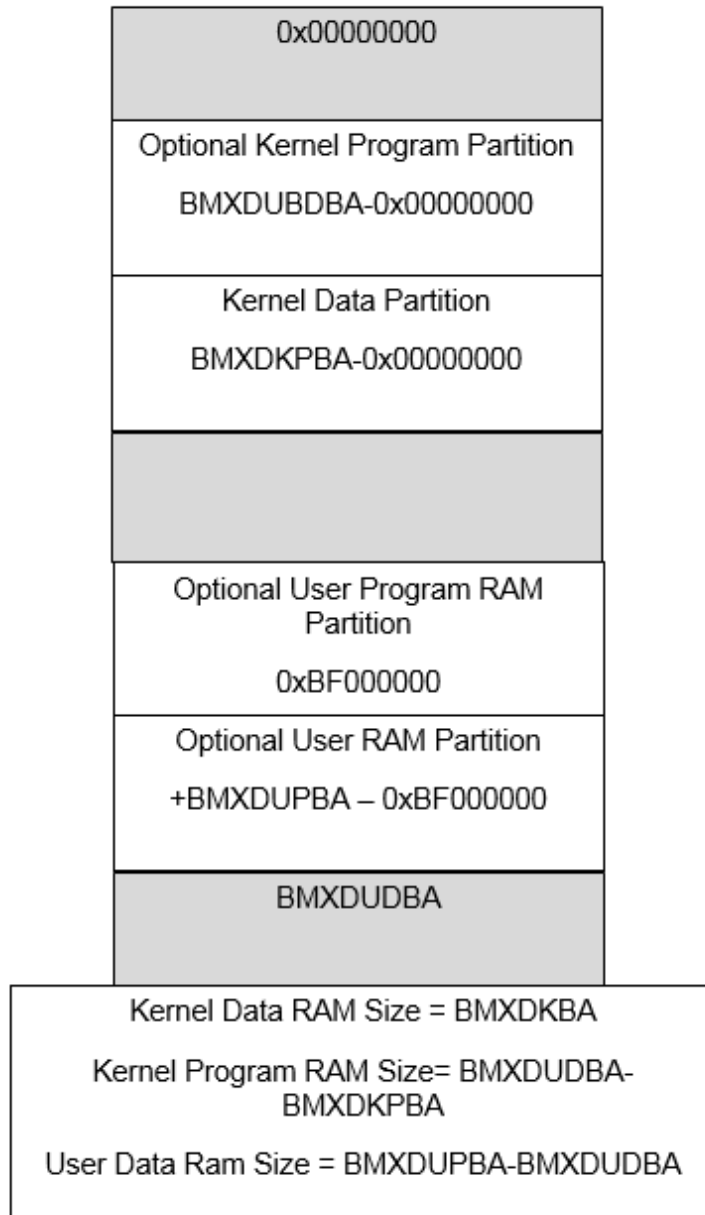 0x00000000
Optional Kernel Program Partition
BMXDUBDBA-0x00000000
Kernel Data Partition
BMXDKPBA-0x00000000
Optional User Program RAM
Partition
0xBF000000
Optional User RAM Partition
+BMXDUPBA – 0xBF000000
BMXDUDBA
Kernel Data RAM Size = BMXDKBA
Kernel Program RAM Size= BMXDUDBA-
BMXDKPBA
User Data Ram Size = BMXDUPBA-BMXDUDBA